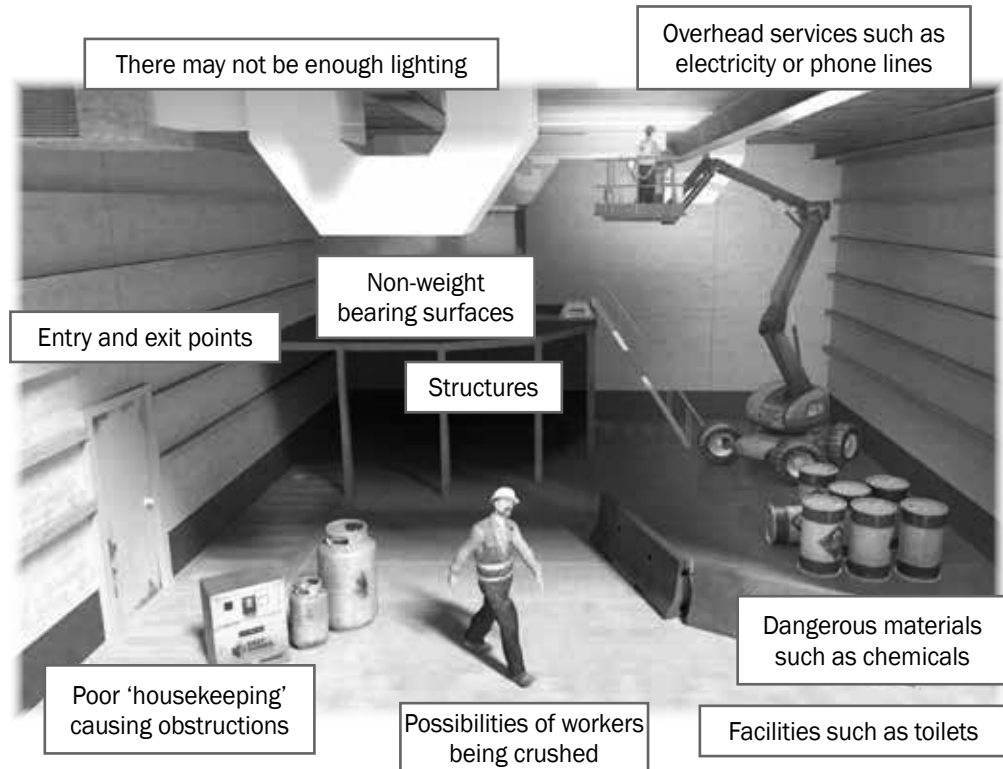 There may not be enough lighting
Overhead services such as
electricity or phone lines
Non-weight
bearing surfaces
Entry and exit points
Structures
Dangerous materials
such as chemicals
Poor ‘housekeeping’
causing obstructions
Possibilities of workers
being crushed
Facilities such as toilets